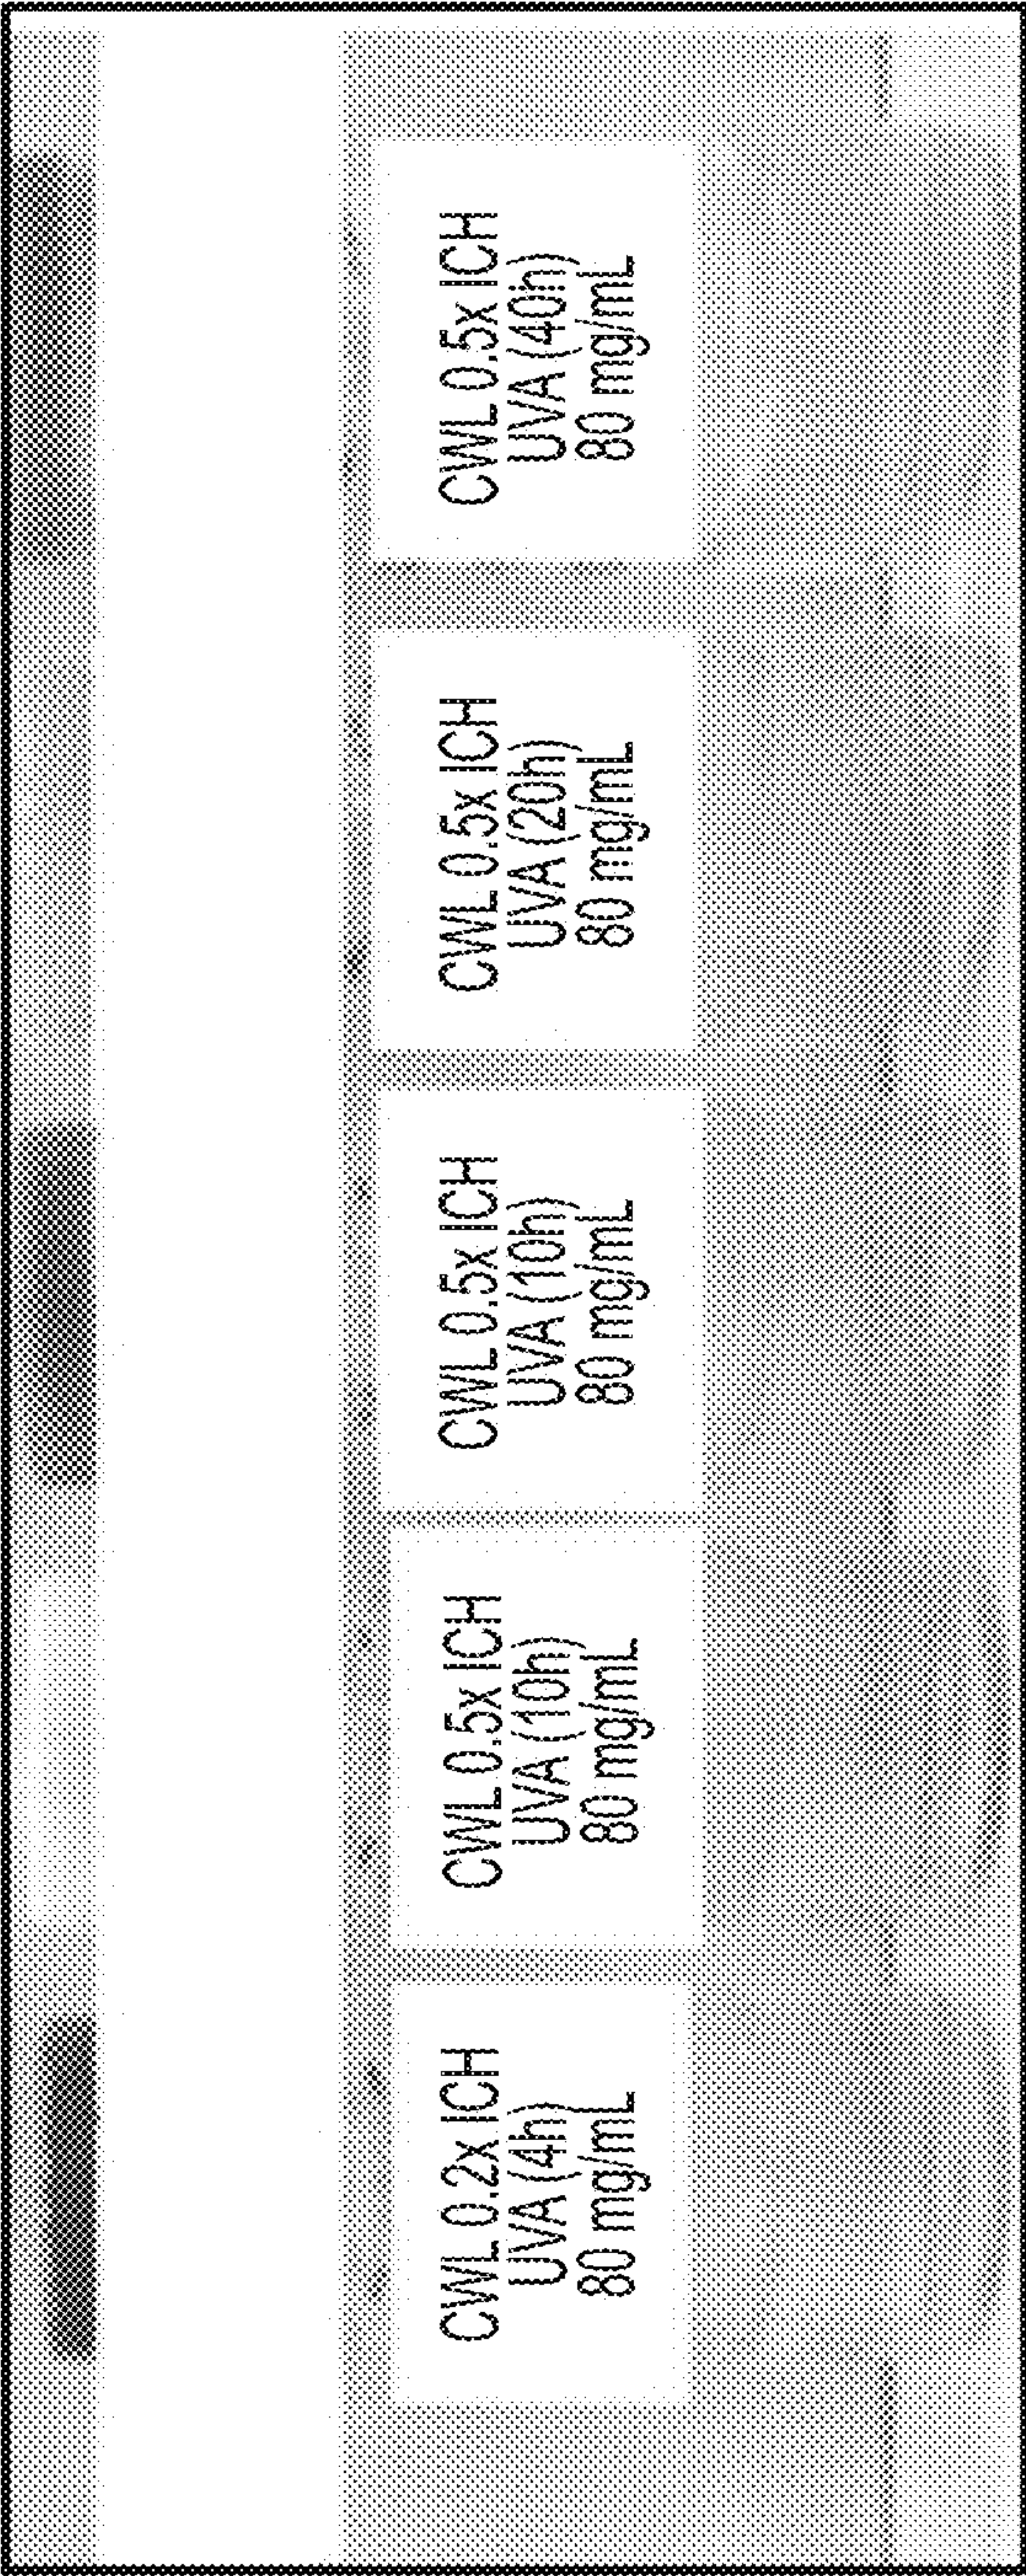 CWL 0.2x ICH
UVA (4h)
80 mg/mL
CWL 0.5x ICH
UVA (10h)
80 mg/mL
CWL 0.5x ICH
UVA (10h)
80 mg/mL
CWL 0.5x ICH
UVA (20h)
80 mg/mL
CWL 0.5x ICH
UVA (40h)
80 mg/mL